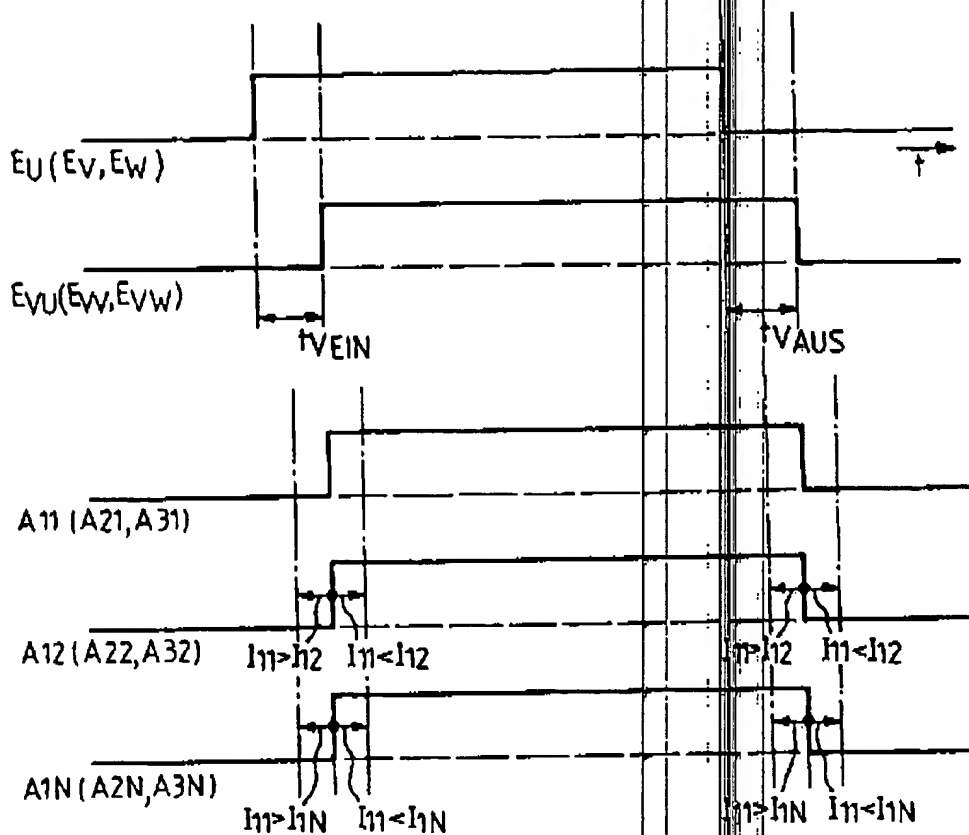 EU(EV,EW)
t
EVU(EVV,EVW)
tVEIN
tVAUS
A11 (A21,A31)
A12 (A22,A32)
I11>I12 I11<I12
I11>I12 I11<I12
A1N(A2N,A3N)
I11>I1N I11<I1N
I11>I1N I11<I1N